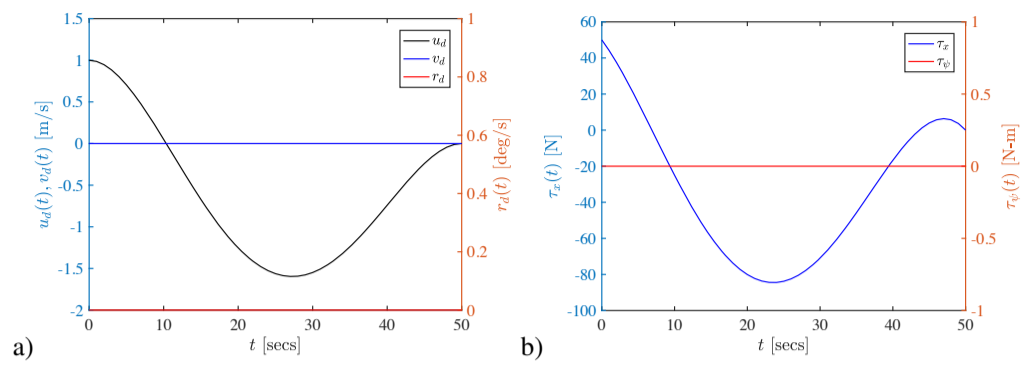 1.5
1
0.5
0
-0.5
-1
-1.5
-2
u_d(t), v_d(t) [m/s]
0 10 20 30 40 50
t [secs]
1
0.8
0.6
0.4
0.2
0
r_d(t) [deg/s]
u_d
v_d
r_d
a)
60
40
20
0
-20
-40
-60
-80
-100
τ_x(t) [N]
0 10 20 30 40 50
t [secs]
1
0.5
0
-0.5
-1
τ_ψ(t) [N-m]
τ_x
τ_ψ
b)